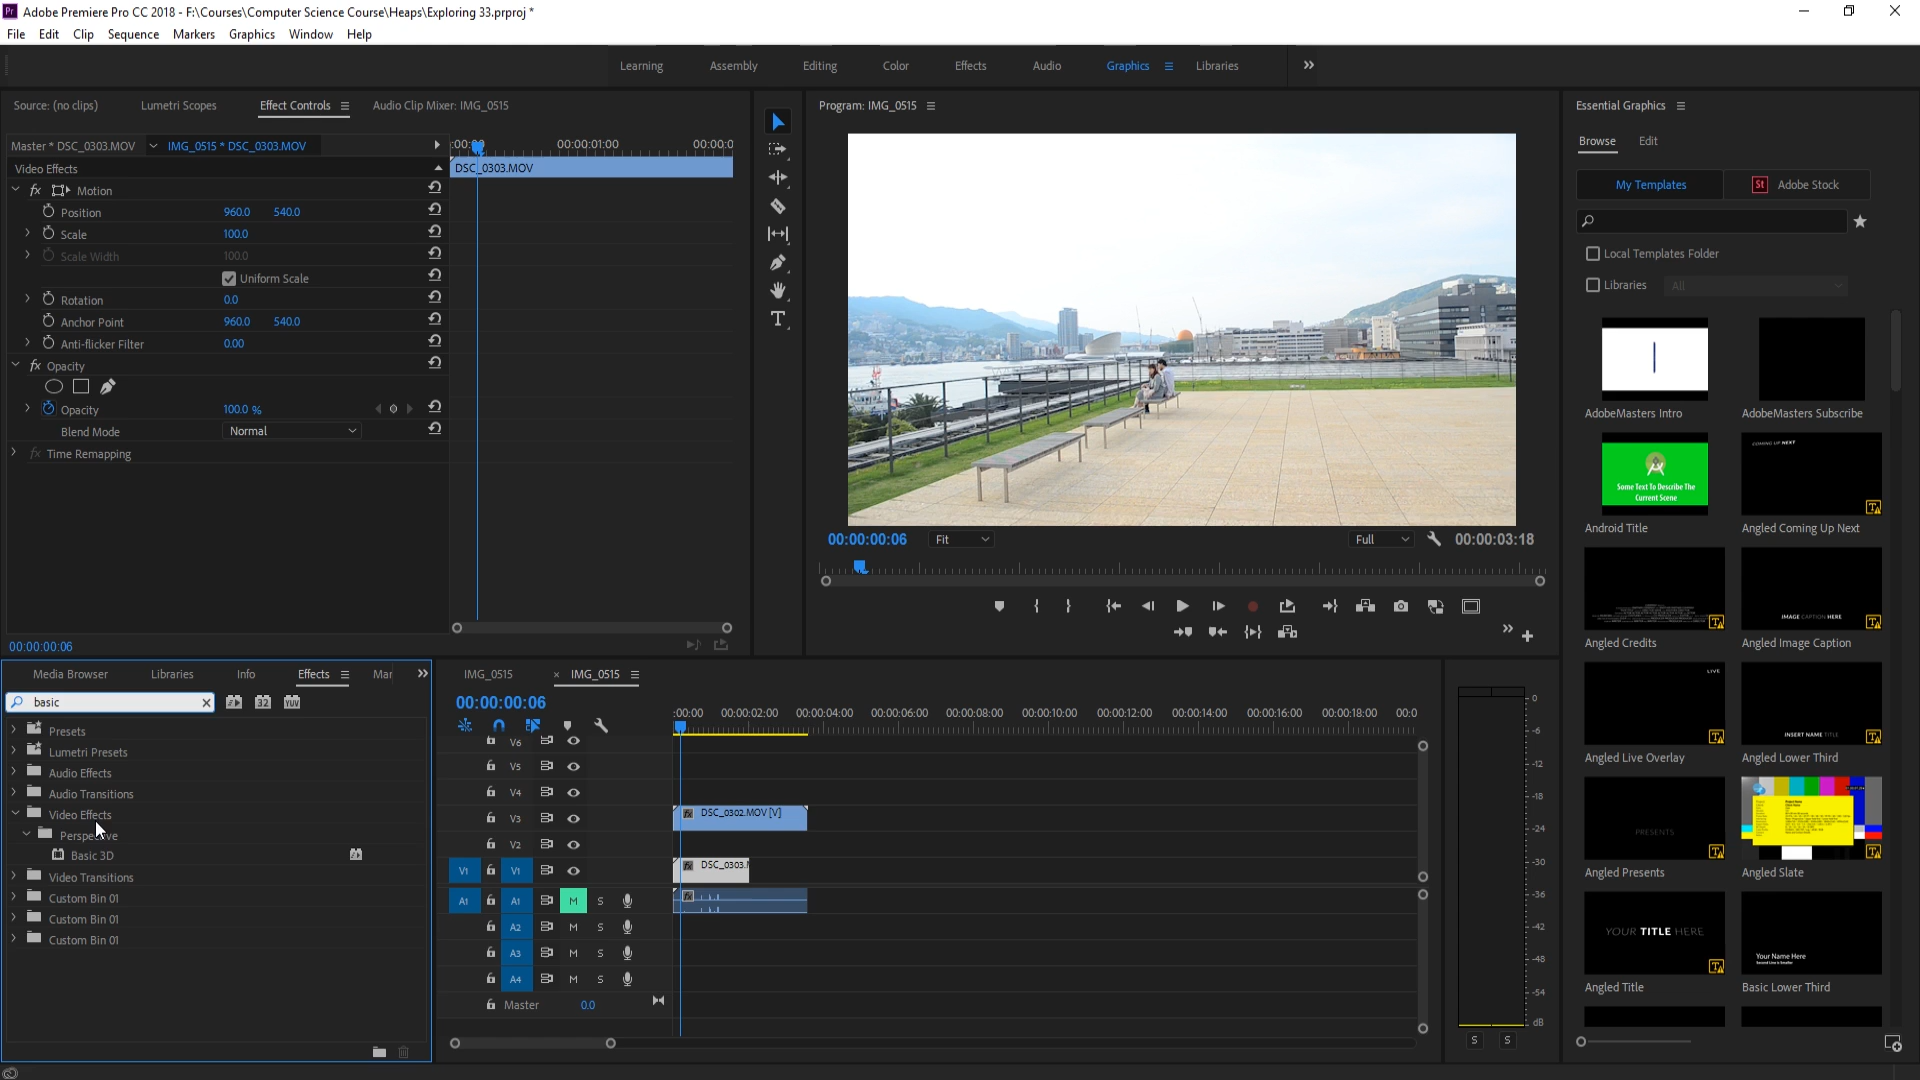 Pr Adobe Premiere Pro CC 2018 - F:\Courses\Computer Science Course\Heaps\Exploring 33.prproj *
File Edit Clip Sequence Markers Graphics Window Help
Learning Assembly Editing Color Effects Audio Graphics Libraries
Source: (no clips) Lumetri Scopes Effect Controls Audio Clip Mixer: IMG_0515
Master * DSC_0303.MOV IMG_0515 * DSC_0303.MOV
:00:00 00:00:01:00 00:00:0
Video Effects
DSC_0303.MOV
fx Motion
Position 960.0 540.0
Scale 100.0
Scale Width 100.0
Uniform Scale
Rotation 0.0
Anchor Point 960.0 540.0
Anti-flicker Filter 0.00
fx Opacity
Opacity 100.0 %
Blend Mode Normal
fx Time Remapping
00:00:00:06
Program: IMG_0515
00:00:00:06 Fit Full 00:00:03:18
Essential Graphics
Browse Edit
My Templates St Adobe Stock
Local Templates Folder
Libraries All
AdobeMasters Intro AdobeMasters Subscribe
Some Text To Describe The
Current Scene
COMING UP NEXT
Android Title Angled Coming Up Next
IMAGE CAPTION HERE
Angled Credits Angled Image Caption
LIVE
INSERT NAME TITLE
Angled Live Overlay Angled Lower Third
PRESENTS
Angled Presents Angled Slate
YOUR TITLE HERE
Your Name Here
Angled Title Basic Lower Third
Media Browser Libraries Info Effects Mar
basic 32 YUV
Presets
Lumetri Presets
Audio Effects
Audio Transitions
Video Effects
Perspective
Basic 3D
Video Transitions
Custom Bin 01
Custom Bin 01
Custom Bin 01
IMG_0515 × IMG_0515
00:00:00:06
:00:00 00:00:02:00 00:00:04:00 00:00:06:00 00:00:08:00 00:00:10:00 00:00:12:00 00:00:14:00 00:00:16:00 00:00:18:00 00:0
V6
V5
V4
V3 fx DSC_0302.MOV [V]
V2
V1 V1 fx DSC_0303.
A1 A1 M S fx
A2 M S
A3 M S
A4 M S
Master 0.0
0
-6
-12
-18
-24
-30
-36
-42
-48
-54
dB
S S